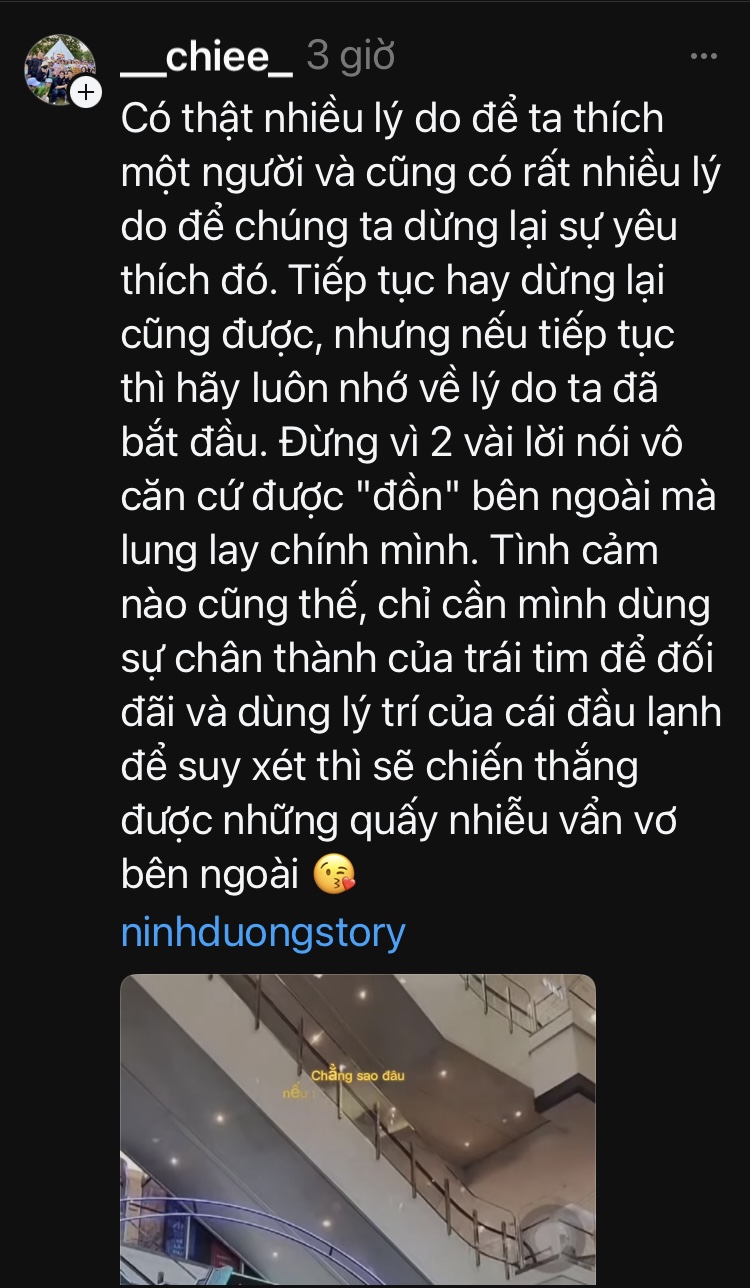 __chiee_ 3 giờ
Có thật nhiều lý do để ta thích
một người và cũng có rất nhiều lý
do để chúng ta dừng lại sự yêu
thích đó. Tiếp tục hay dừng lại
cũng được, nhưng nếu tiếp tục
thì hãy luôn nhớ về lý do ta đã
bắt đầu. Đừng vì 2 vài lời nói vô
căn cứ được "đồn" bên ngoài mà
lung lay chính mình. Tình cảm
nào cũng thế, chỉ cần mình dùng
sự chân thành của trái tim để đối
đãi và dùng lý trí của cái đầu lạnh
để suy xét thì sẽ chiến thắng
được những quấy nhiễu vẩn vơ
bên ngoài 😘
ninhduongstory
Chẳng sao đâu
nếu